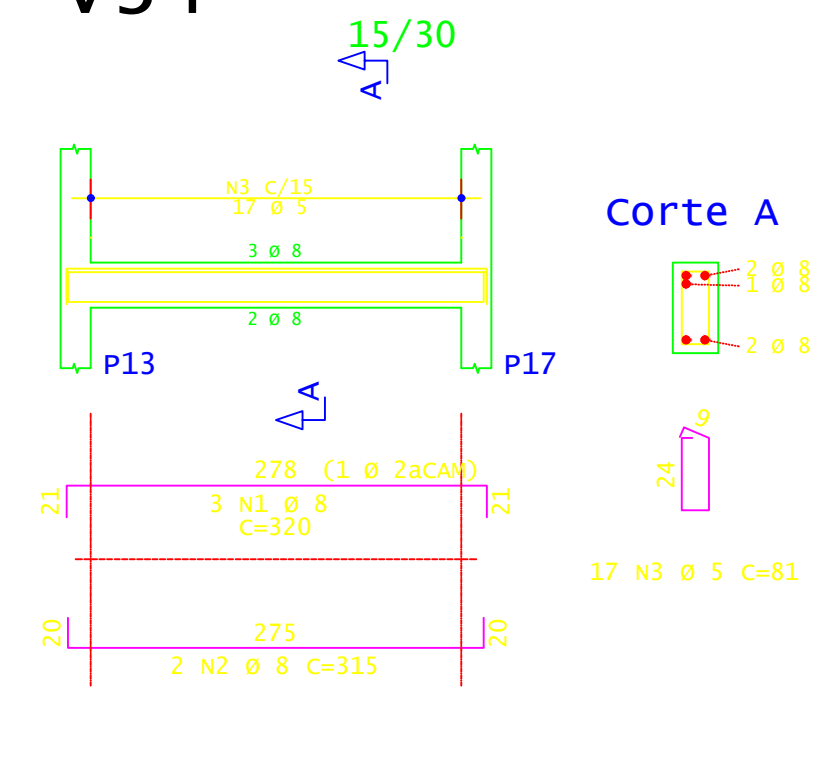 15/30
A
N3 C/15
17 Ø 5
Corte A
3 Ø 8
2 Ø 8
1 Ø 8
2 Ø 8
2 Ø 8
P13
P17
A
9
278 (1 Ø 2aCAM)
24
21
3 N1 Ø 8
21
C=320
17 N3 Ø 5 C=81
20
275
20
2 N2 Ø 8 C=315